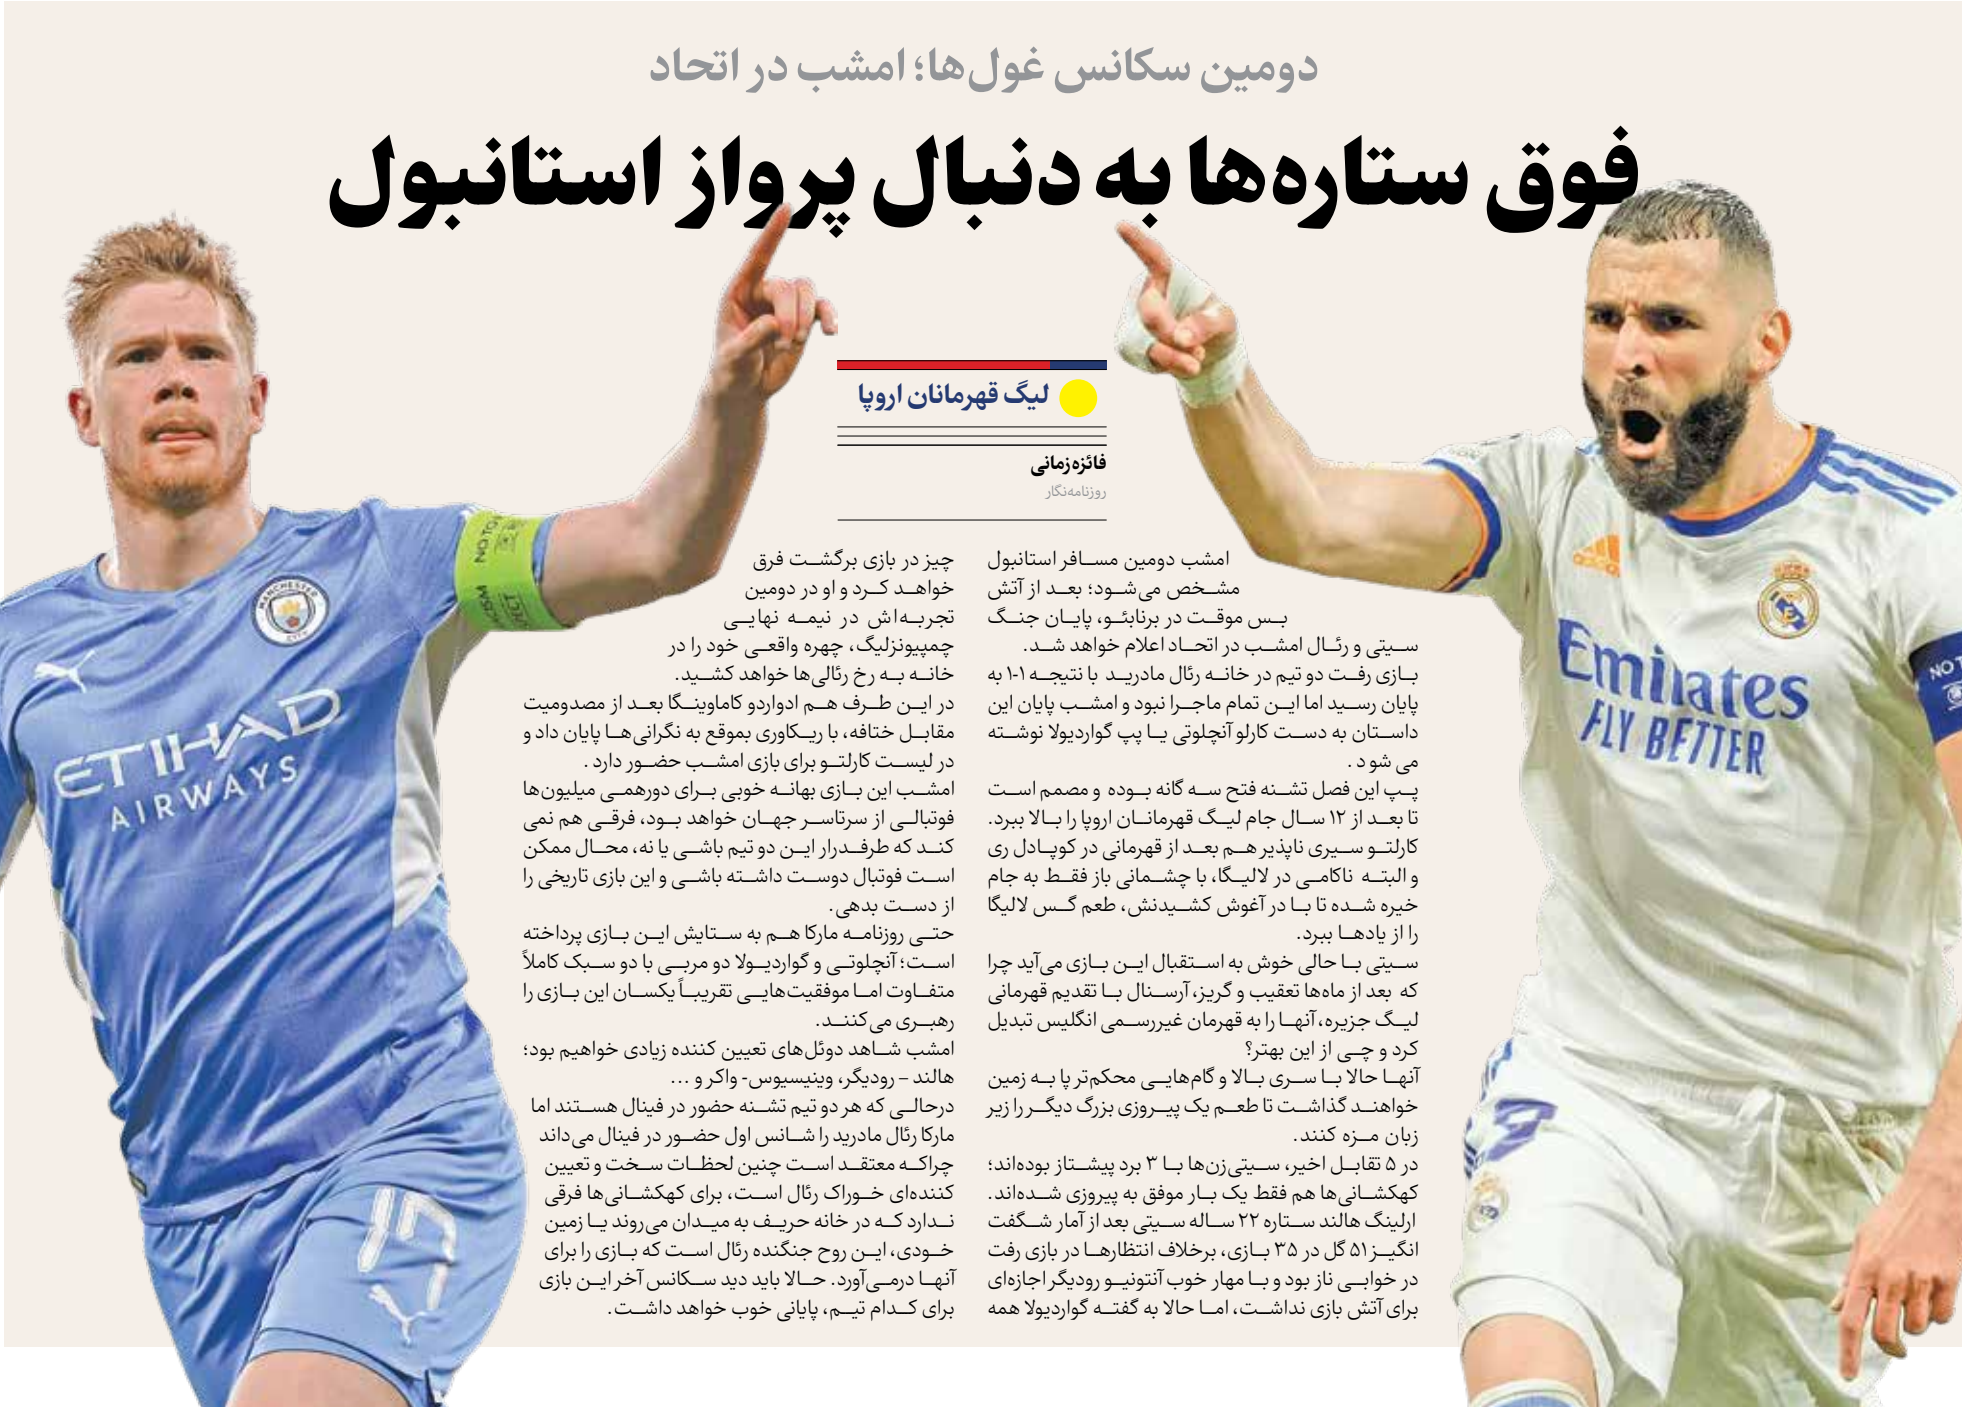 دومین سکانس غول‌ها؛ امشب در اتحاد
فوق ستاره‌ها به دنبال پرواز استانبول
لیگ قهرمانان اروپا
فائزه زمانی
روزنامه‌نگار
امشب دومین مسافر استانبول
مشخص می‌شود؛ بعد از آتش
بس موقت در برنابئو، پایان جنگ
سیتی و رئال امشب در اتحاد اعلام خواهد شد.
بازی رفت دو تیم در خانه رئال مادرید با نتیجه ۱-۱ به
پایان رسید اما این تمام ماجرا نبود و امشب پایان این
داستان به دست کارلو آنچلوتی یا پپ گواردیولا نوشته
می شود.
پپ این فصل تشنه فتح سه گانه بوده و مصمم است
تا بعد از ۱۲ سال جام لیگ قهرمانان اروپا را بالا ببرد.
کارلتو سیری ناپذیر هم بعد از قهرمانی در کوپادل ری
و البته ناکامی در لالیگا، با چشمانی باز فقط به جام
خیره شده تا با در آغوش کشیدنش، طعم گس لالیگا
را از یادها ببرد.
سیتی با حالی خوش به استقبال این بازی می‌آید چرا
که بعد از ماه‌ها تعقیب و گریز، آرسنال با تقدیم قهرمانی
لیگ جزیره، آنها را به قهرمان غیررسمی انگلیس تبدیل
کرد و چی از این بهتر؟
آنها حالا با سری بالا و گام‌هایی محکم‌تر پا به زمین
خواهند گذاشت تا طعم یک پیروزی بزرگ دیگر را زیر
زبان مزه کنند.
در ۵ تقابل اخیر، سیتی‌زن‌ها با ۳ برد پیشتاز بوده‌اند؛
کهکشانی‌ها هم فقط یک بار موفق به پیروزی شده‌اند.
ارلینگ هالند ستاره ۲۲ ساله سیتی بعد از آمار شگفت
انگیز ۵۱ گل در ۳۵ بازی، برخلاف انتظارها در بازی رفت
در خوابی ناز بود و با مهار خوب آنتونیو رودیگر اجازه‌ای
برای آتش بازی نداشت، اما حالا به گفته گواردیولا همه
چیز در بازی برگشت فرق
خواهد کرد و او در دومین
تجربه‌اش در نیمه نهایی
چمپیونزلیگ، چهره واقعی خود را در
خانه به رخ رئالی‌ها خواهد کشید.
در این طرف هم ادواردو کاماوینگا بعد از مصدومیت
مقابل ختافه، با ریکاوری بموقع به نگرانی‌ها پایان داد و
در لیست کارلتو برای بازی امشب حضور دارد.
امشب این بازی بهانه خوبی برای دورهمی میلیون‌ها
فوتبالی از سرتاسر جهان خواهد بود، فرقی هم نمی
کند که طرفدرار این دو تیم باشی یا نه، محال ممکن
است فوتبال دوست داشته باشی و این بازی تاریخی را
از دست بدهی.
حتی روزنامه مارکا هم به ستایش این بازی پرداخته
است؛ آنچلوتی و گواردیولا دو مربی با دو سبک کاملاً
متفاوت اما موفقیت‌هایی تقریباً یکسان این بازی را
رهبری می‌کنند.
امشب شاهد دوئل‌های تعیین کننده زیادی خواهیم بود؛
هالند – رودیگر، وینیسیوس- واکر و ...
درحالی که هر دو تیم تشنه حضور در فینال هستند اما
مارکا رئال مادرید را شانس اول حضور در فینال می‌داند
چراکه معتقد است چنین لحظات سخت و تعیین
کننده‌ای خوراک رئال است، برای کهکشانی‌ها فرقی
ندارد که در خانه حریف به میدان می‌روند یا زمین
خودی، این روح جنگنده رئال است که بازی را برای
آنها درمی‌آورد. حالا باید دید سکانس آخر این بازی
برای کدام تیم، پایانی خوب خواهد داشت.
MANCHESTER
CITY
ETIHAD
AIRWAYS
NO TO
17
Emirates
FLY BETTER
adidas
NO T
9